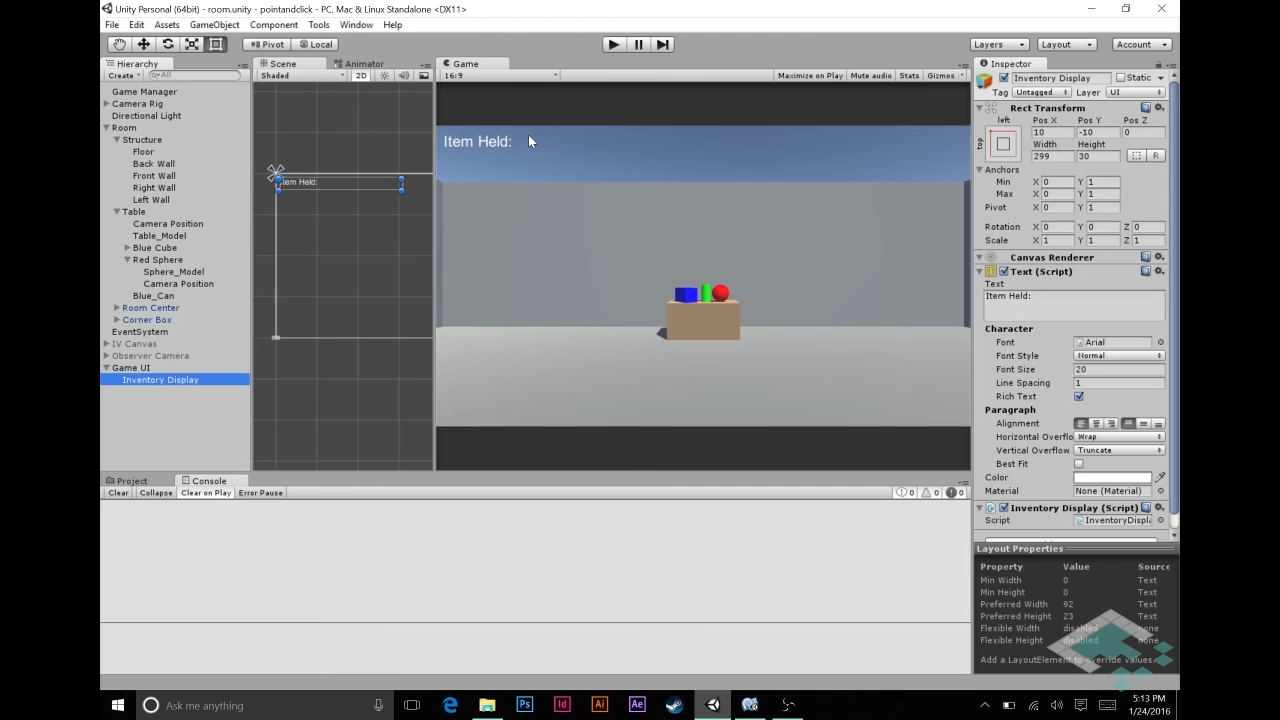 Unity Personal (64bit) - room.unity - pointandclick - PC, Mac & Linux Standalone <DX11>
File Edit Assets GameObject Component Tools Window Help
Pivot Local Layers Layout Account
Hierarchy Scene Animator Game Inspector
Create All Shaded 2D 16:9 Maximize on Play Mute audio Stats Gizmos
Inventory Display Static
Tag Untagged Layer UI
Game Manager
Camera Rig
Directional Light
Room
Structure
Floor
Back Wall
Front Wall
Right Wall
Left Wall
Table
Camera Position
Table_Model
Blue Cube
Red Sphere
Sphere_Model
Camera Position
Blue_Can
Room Center
Corner Box
EventSystem
IV Canvas
Observer Camera
Game UI
Inventory Display
Item Held:
Item Held:
Rect Transform
left Pos X Pos Y Pos Z
top 10 -10 0
Width Height
299 30 R
Anchors
Min X 0 Y 1
Max X 0 Y 1
Pivot X 0 Y 1
Rotation X 0 Y 0 Z 0
Scale X 1 Y 1 Z 1
Canvas Renderer
Text (Script)
Text
Item Held:
Character
Font Arial
Font Style Normal
Font Size 20
Line Spacing 1
Rich Text
Paragraph
Alignment
Horizontal Overflo Wrap
Vertical Overflow Truncate
Best Fit
Color
Material None (Material)
Inventory Display (Script)
Script InventoryDispl
Project Console
Clear Collapse Clear on Play Error Pause 0 0 0
Layout Properties
Property Value Source
Min Width 0 Text
Min Height 0 Text
Preferred Width 92 Text
Preferred Height 23 Text
Flexible Width disabled none
Flexible Height disabled none
Add a LayoutElement to override values
Ask me anything
Ps Id Ai Ae
5:13 PM
1/24/2016